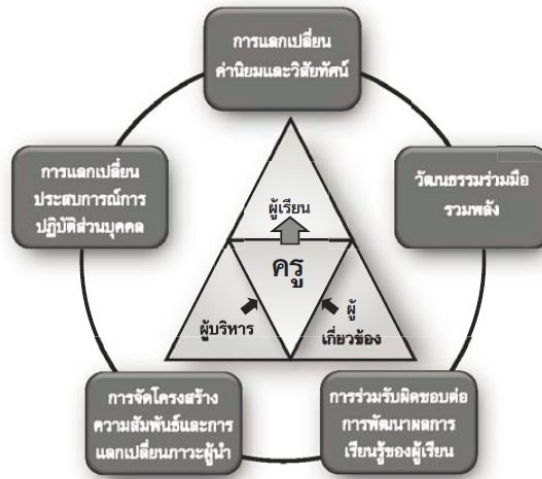 การแลกเปลี่ยน
ค่านิยมและวิสัยทัศน์
การแลกเปลี่ยน
ประสบการณ์การ
ปฏิบัติส่วนบุคคล
วัฒนธรรมร่วมมือ
รวมพลัง
ผู้เรียน
ครู
ผู้บริหาร
ผู้
เกี่ยวข้อง
การจัดโครงสร้าง
ความสัมพันธ์และการ
แลกเปลี่ยนภาวะผู้นำ
การร่วมรับผิดชอบต่อ
การพัฒนาผลการ
เรียนรู้ของผู้เรียน